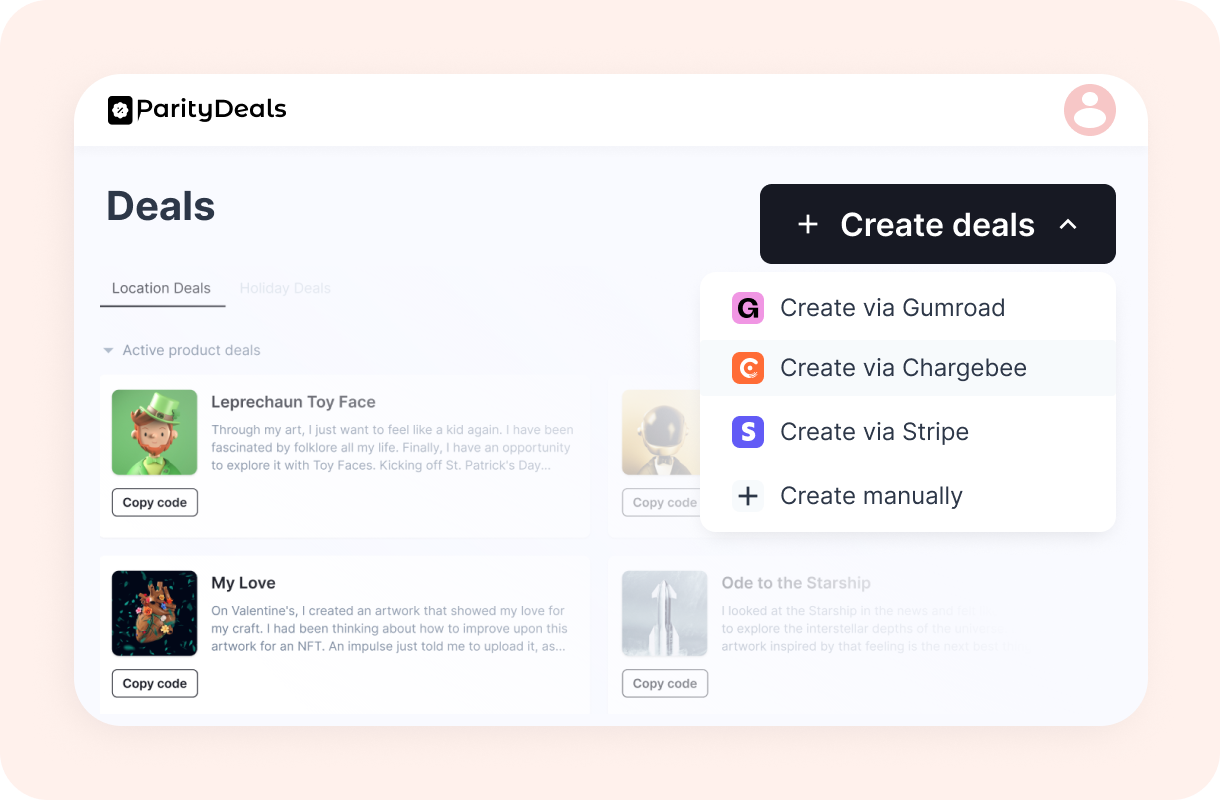 ParityDeals
Deals
Create deals
Location Deals
Holiday Deals
Create via Gumroad
Create via Chargebee
Create via Stripe
Create manually
Active product deals
Leprechaun Toy Face
Through my art, I just want to feel like a kid again. I have been
fascinated by folklore all my life. Finally, I have an opportunity
to explore it with Toy Faces. Kicking off St. Patrick's Day...
Copy code
Copy code
My Love
On Valentine's, I created an artwork that showed my love for
my craft. I had been thinking about how to improve upon this
artwork for an NFT. An impulse just told me to upload it, as...
Copy code
Ode to the Starship
I looked at the Starship in the news and
to explore the interstellar depths of the
artwork inspired by that feeling is the next
Copy code